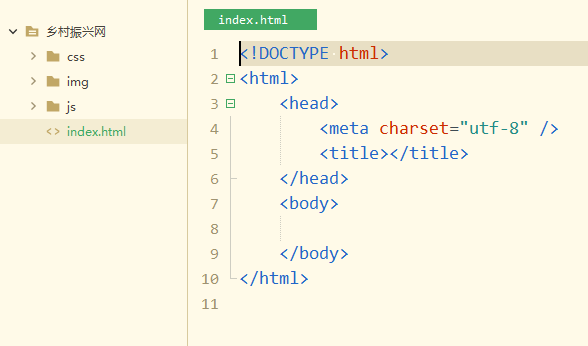 乡村振兴网
css
img
js
<> index.html
index.html
1 <!DOCTYPE html>
2 <html>
3 <head>
4 <meta charset="utf-8" />
5 <title></title>
6 </head>
7 <body>
8
9 </body>
10 </html>
11